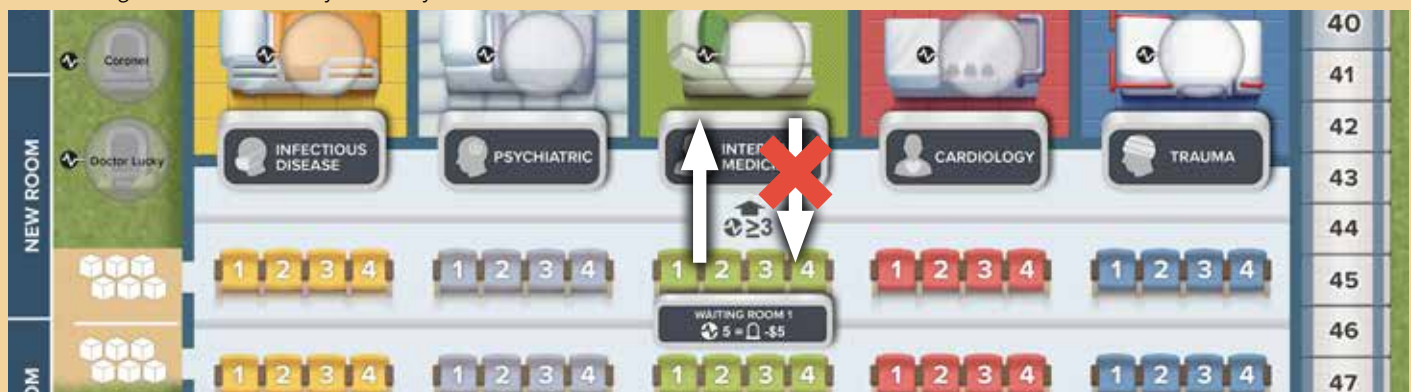 40
Coroner
41
42
INFECTIOUS
DISEASE
PSYCHIATRIC
INTER
MEDIC
CARDIOLOGY
TRAUMA
Doctor Lucky
43
NEW ROOM
≥3
44
1 2 3 4
1 2 3 4
1 2 3 4
1 2 3 4
1 2 3 4
45
WAITING ROOM 1
5 = -$5
46
1 2 3 4
1 2 3 4
1 2 3 4
1 2 3 4
1 2 3 4
47
OM